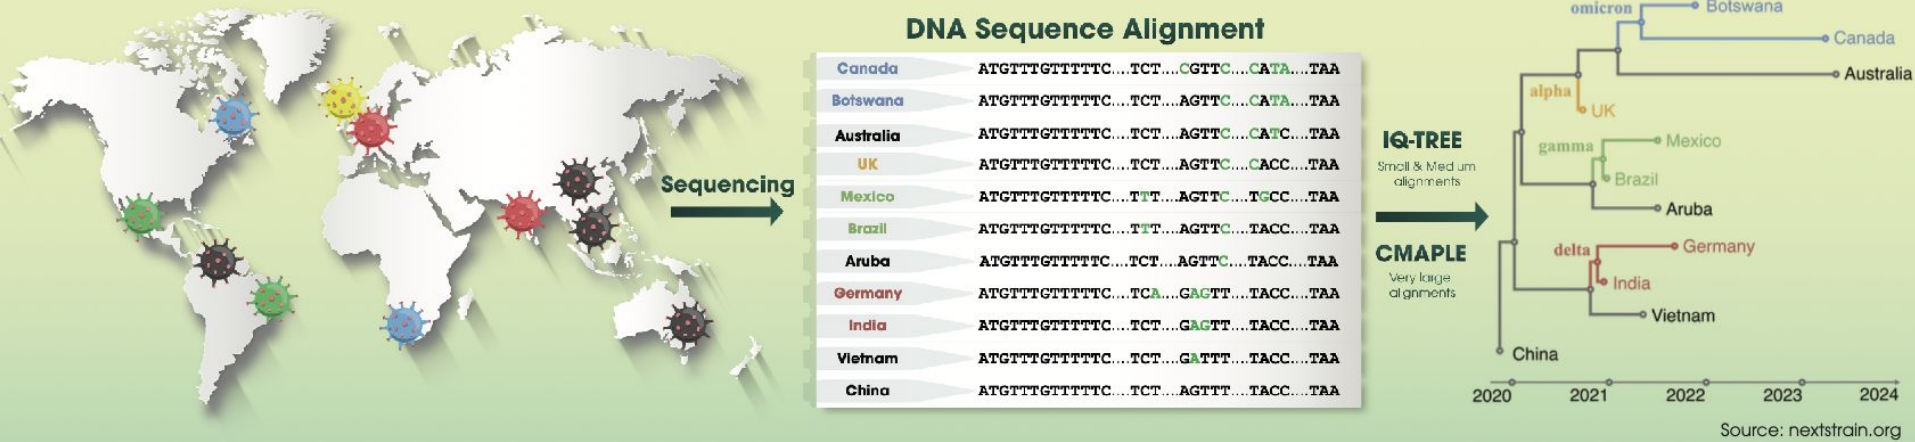 DNA Sequence Alignment
Sequencing
Canada ATGTTTGTTTTTC....TCT....CGTTC....CATA....TAA
Botswana ATGTTTGTTTTTC....TCT....AGTTC....CATA....TAA
Australia ATGTTTGTTTTTC....TCT....AGTTC....CATC....TAA
UK ATGTTTGTTTTTC....TCT....AGTTC....CACC....TAA
Mexico ATGTTTGTTTTTC....TTT....AGTTC....TGCC....TAA
Brazil ATGTTTGTTTTTC....TTT....AGTTC....TACC....TAA
Aruba ATGTTTGTTTTTC....TCT....AGTTC....TACC....TAA
Germany ATGTTTGTTTTTC....TCA....GAGTT....TACC....TAA
India ATGTTTGTTTTTC....TCT....GAGTT....TACC....TAA
Vietnam ATGTTTGTTTTTC....TCT....GATTT....TACC....TAA
China ATGTTTGTTTTTC....TCT....AGTTT....TACC....TAA
IQ-TREE
Small & Medium
alignments
CMAPLE
Very large
alignments
omicron
Botswana
Canada
Australia
alpha
UK
gamma
Mexico
Brazil
Aruba
delta
Germany
India
Vietnam
China
2020 2021 2022 2023 2024
Source: nextstrain.org